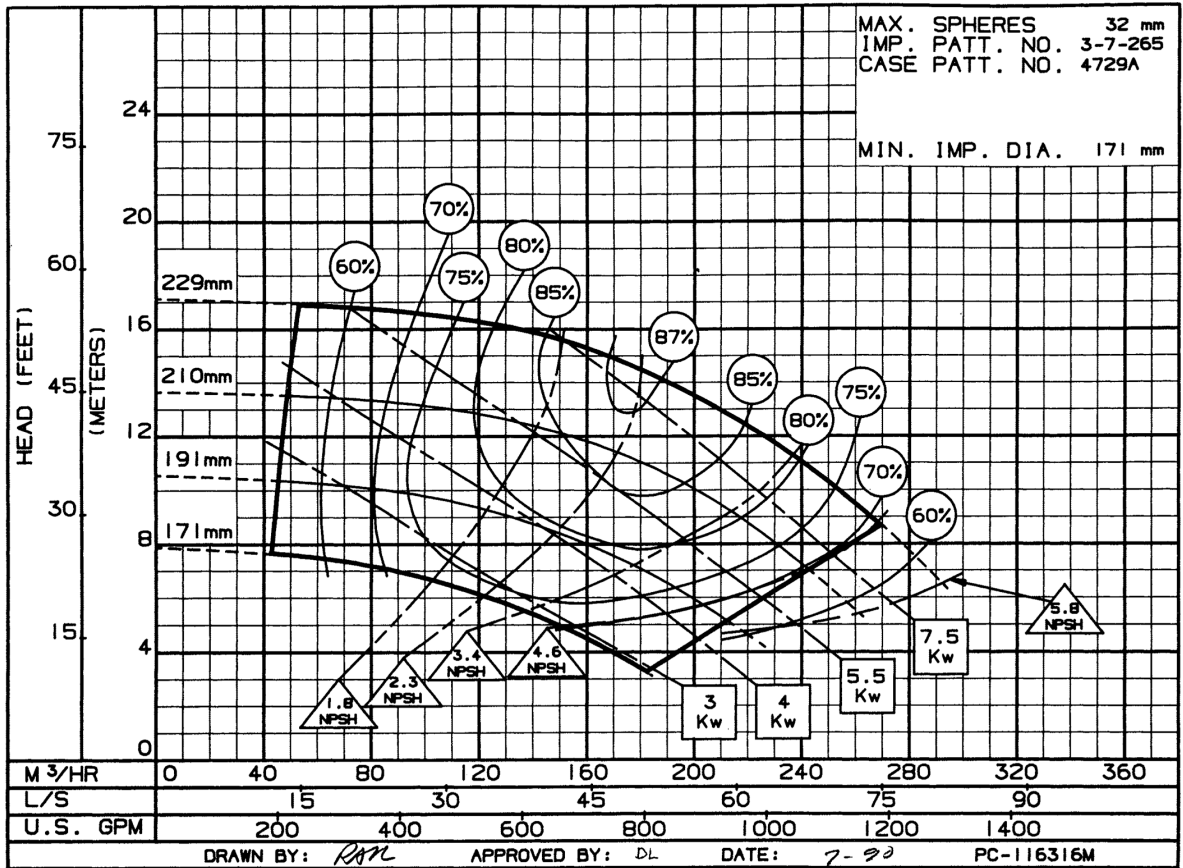 MAX. SPHERES 32 mm
IMP. PATT. NO. 3-7-265
CASE PATT. NO. 4729A
MIN. IMP. DIA. 171 mm
HEAD (FEET)
(METERS)
75
60
45
30
15
24
20
16
12
8
4
0
229mm
210mm
191mm
171mm
60%
70%
75%
80%
85%
87%
85%
80%
75%
70%
60%
1.8 NPSH
2.3 NPSH
3.4 NPSH
4.6 NPSH
5.8 NPSH
3 Kw
4 Kw
5.5 Kw
7.5 Kw
M³/HR 0 40 80 120 160 200 240 280 320 360
L/S 15 30 45 60 75 90
U.S. GPM 200 400 600 800 1000 1200 1400
DRAWN BY: RAM APPROVED BY: DL DATE: 7-90 PC-116316M